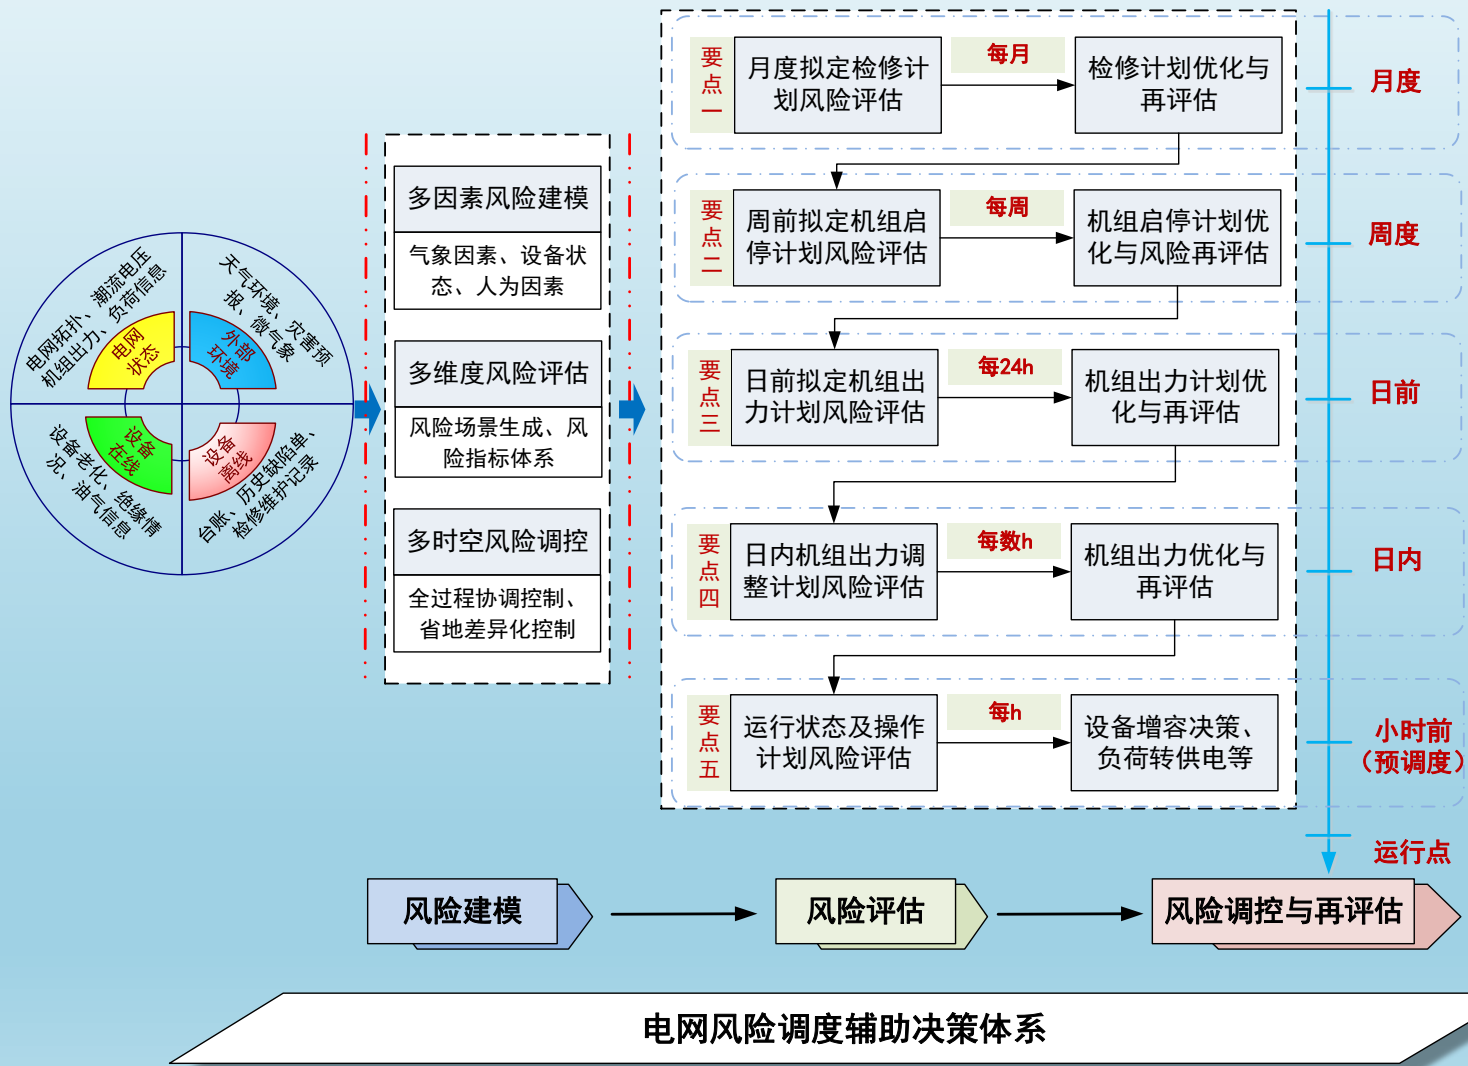 电网拓扑、潮流电压
机组出力、负荷信息
电网
状态
天气环境、灾害预
报、微气象
外部
环境
设备
在线
设备老化、绝缘情
况、油气信息
设备
离线
台账、历史缺陷单、
检修维护记录
多因素风险建模
气象因素、设备状
态、人为因素
多维度风险评估
风险场景生成、风
险指标体系
多时空风险调控
全过程协调控制、
省地差异化控制
要点一
月度拟定检修计
划风险评估
每月
检修计划优化与
再评估
月度
要点二
周前拟定机组启
停计划风险评估
每周
机组启停计划优
化与风险再评估
周度
要点三
日前拟定机组出
力计划风险评估
每24h
机组出力计划优
化与再评估
日前
要点四
日内机组出力调
整计划风险评估
每数h
机组出力优化与
再评估
日内
要点五
运行状态及操作
计划风险评估
每h
设备增容决策、
负荷转供电等
小时前
（预调度）
运行点
风险建模
风险评估
风险调控与再评估
电网风险调度辅助决策体系